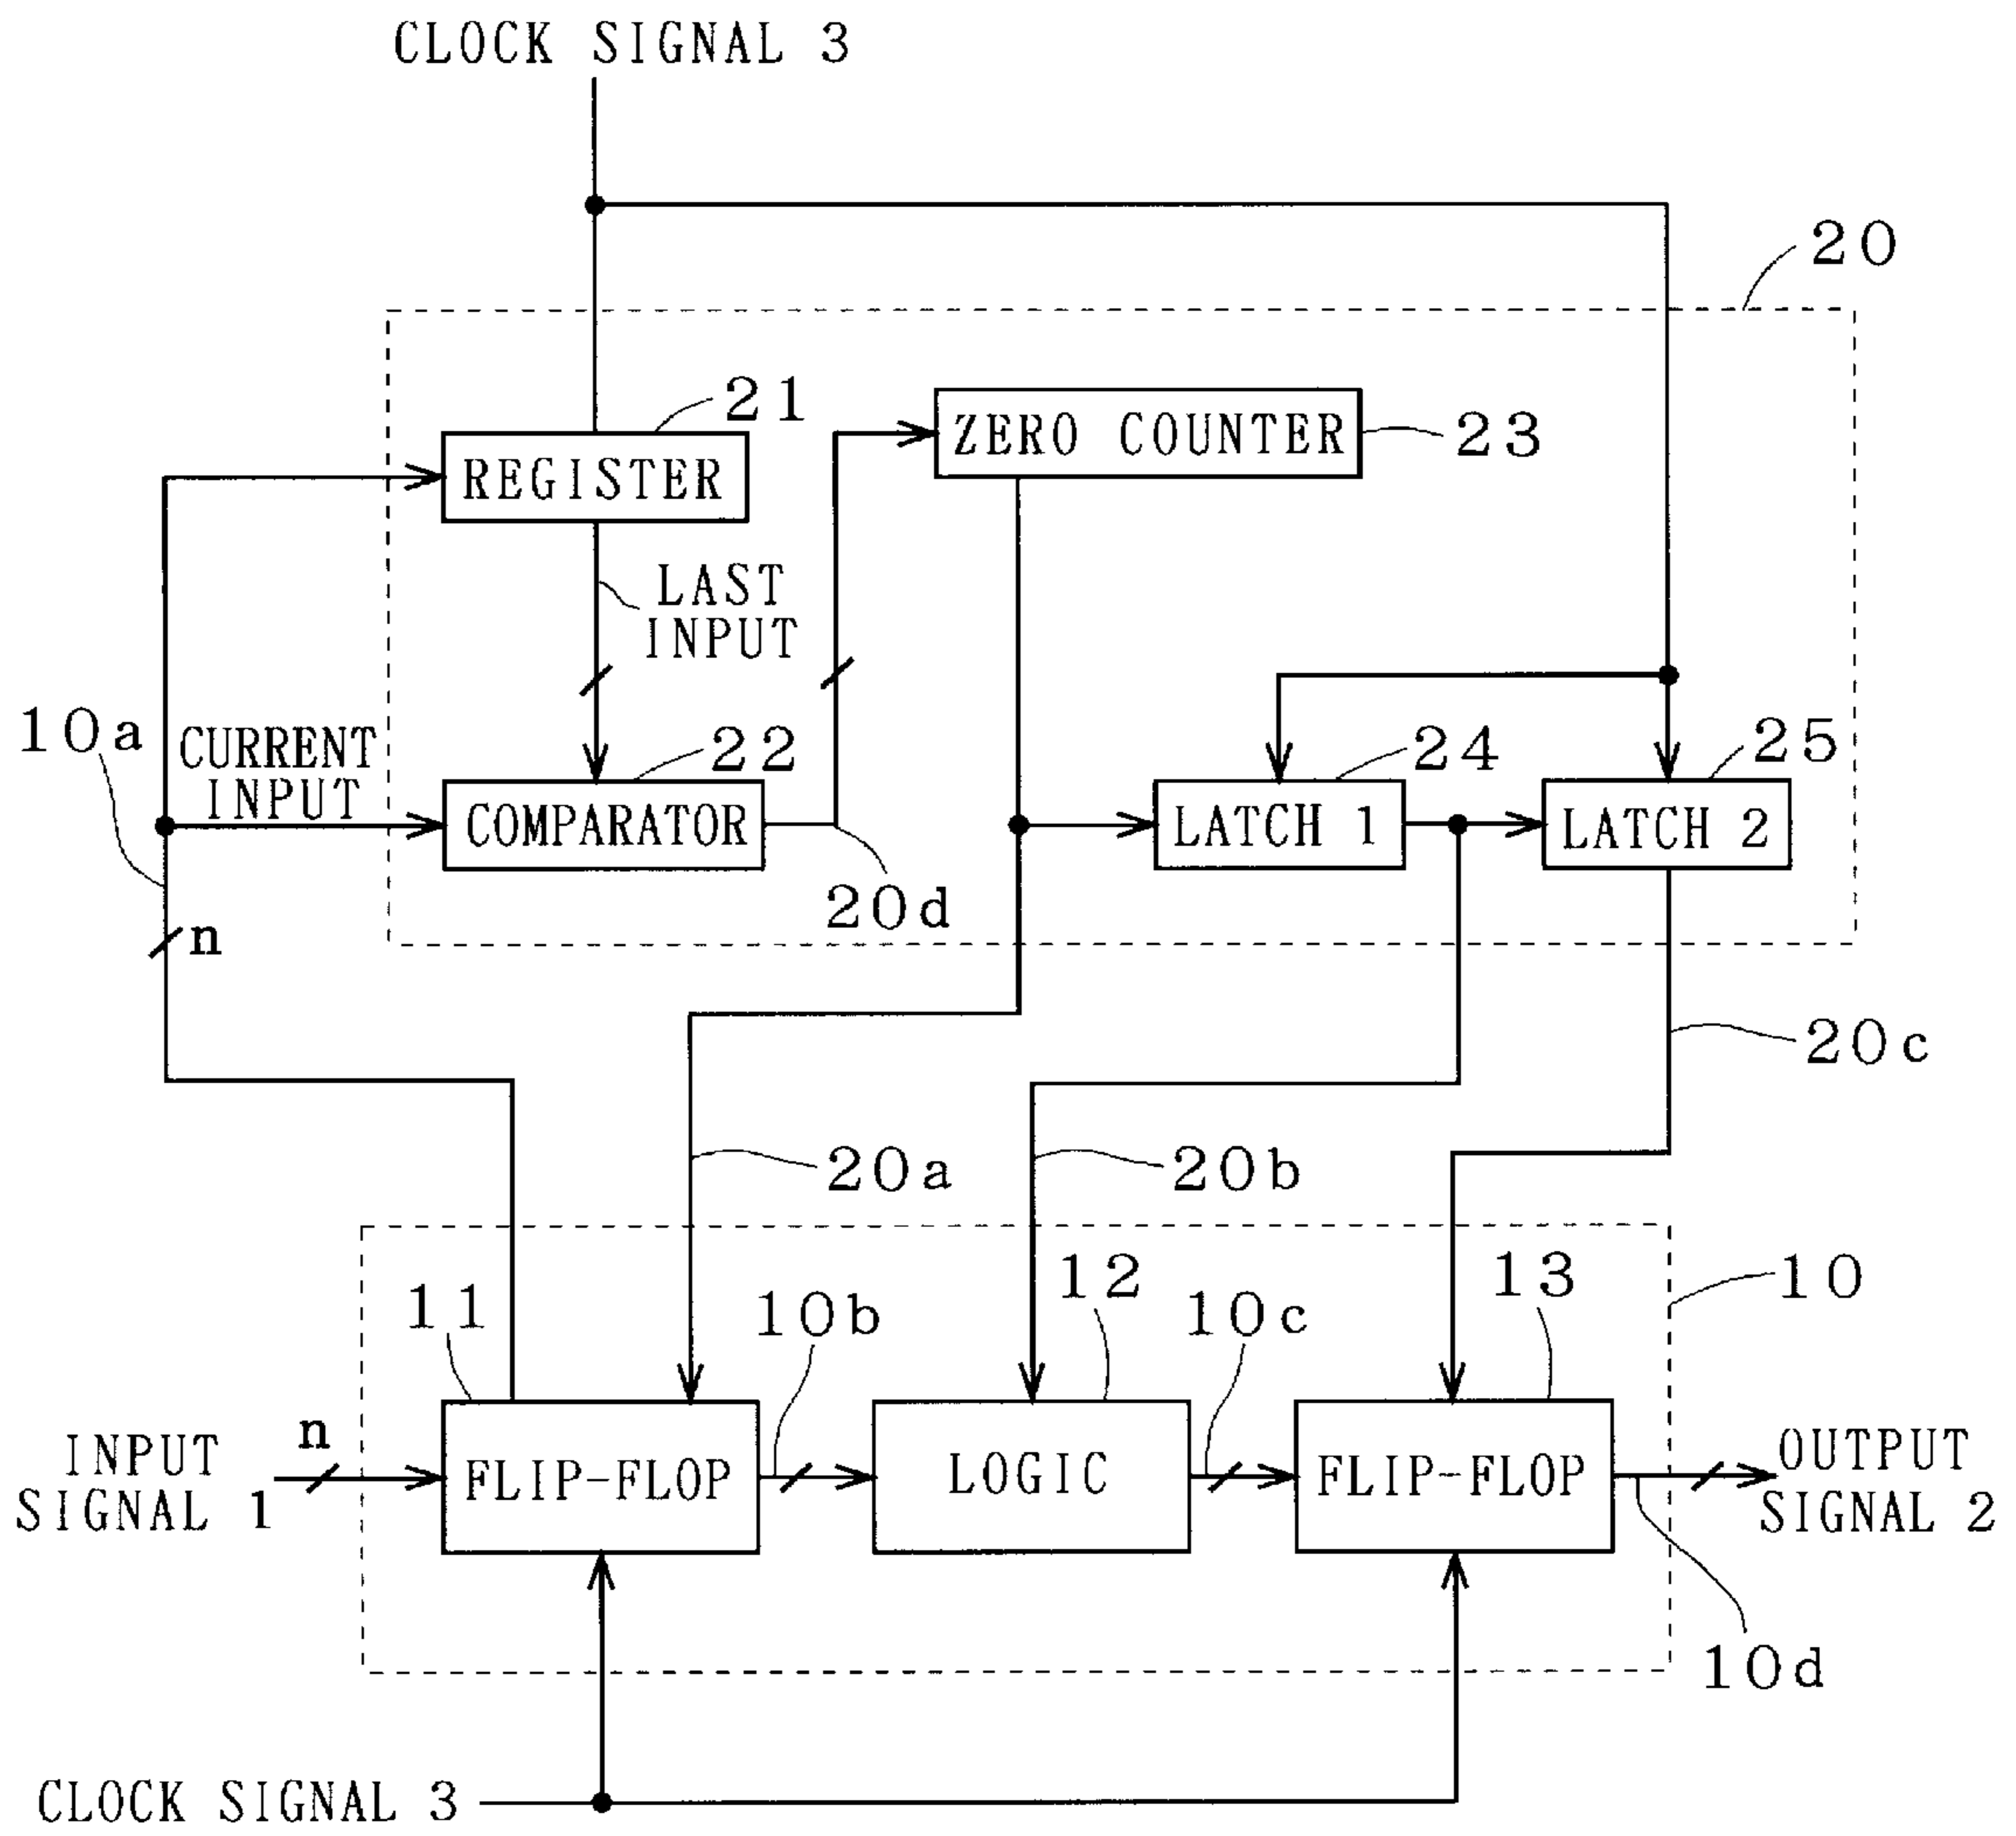 CLOCK SIGNAL 3
20
21
REGISTER
ZERO COUNTER
23
LAST
INPUT
10a
CURRENT
INPUT
22
COMPARATOR
20d
24
LATCH 1
25
LATCH 2
n
20c
20a
20b
10
11
10b
12
10c
13
n
INPUT
SIGNAL 1
FLIP-FLOP
LOGIC
FLIP-FLOP
OUTPUT
SIGNAL 2
10d
CLOCK SIGNAL 3